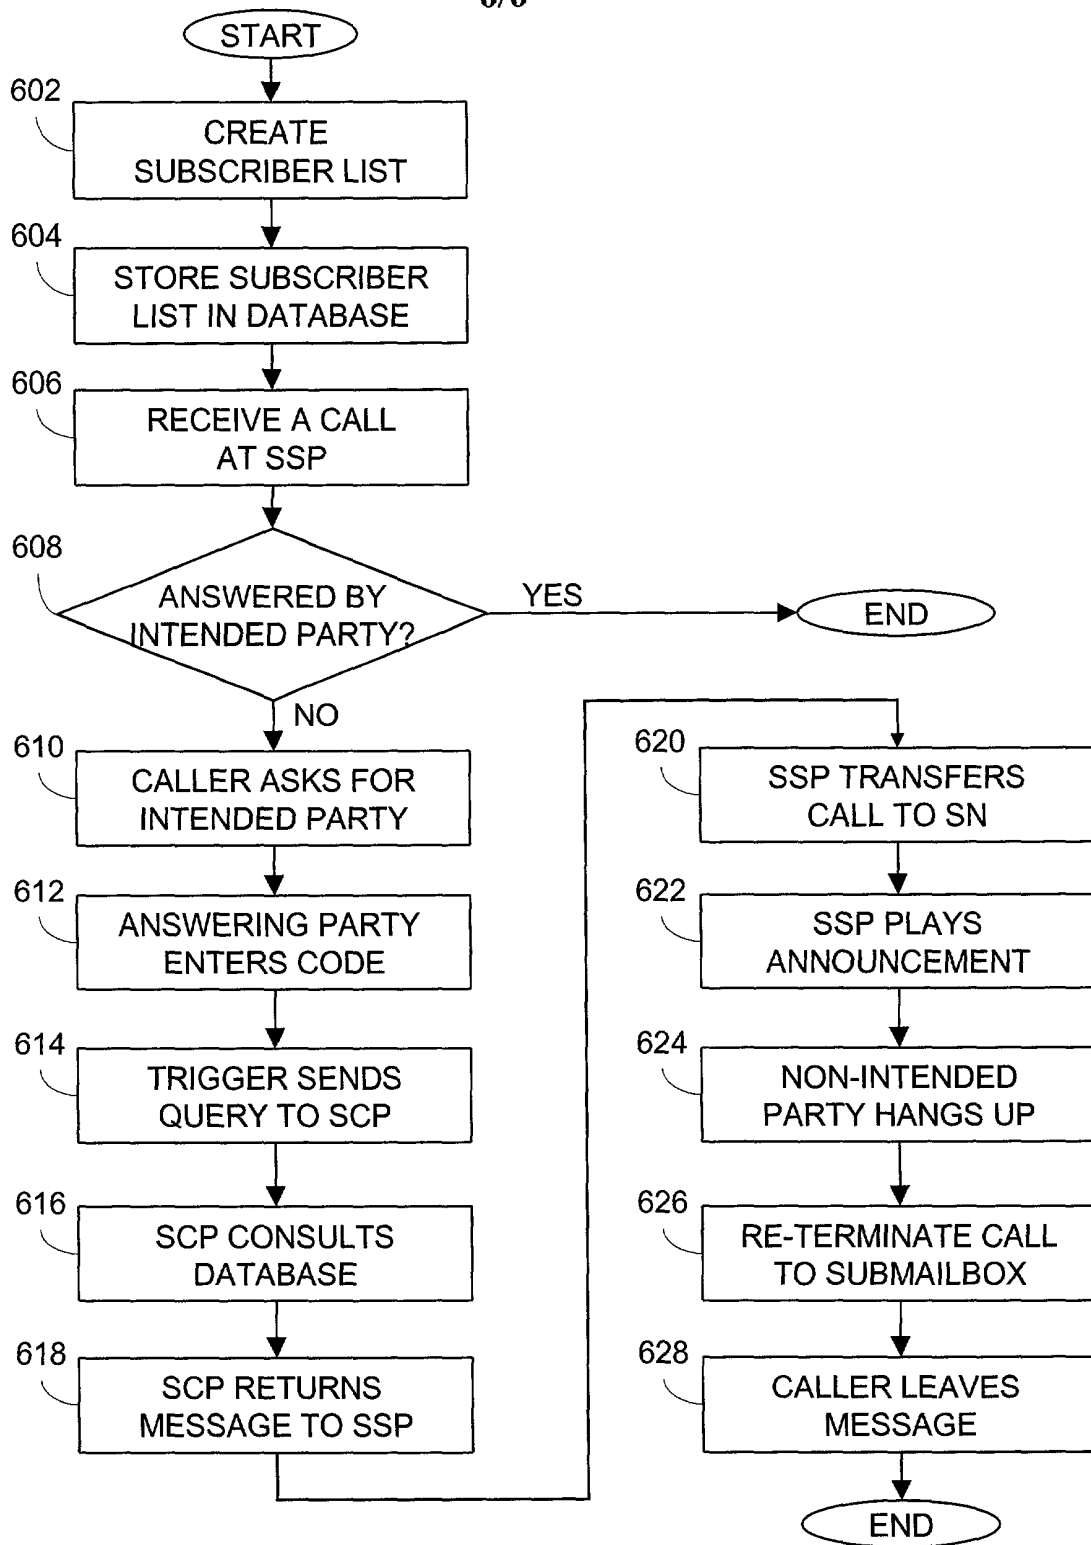 6/6
START
602
CREATE
SUBSCRIBER LIST
604
STORE SUBSCRIBER
LIST IN DATABASE
606
RECEIVE A CALL
AT SSP
608
ANSWERED BY
INTENDED PARTY?
YES
END
NO
610
CALLER ASKS FOR
INTENDED PARTY
612
ANSWERING PARTY
ENTERS CODE
614
TRIGGER SENDS
QUERY TO SCP
616
SCP CONSULTS
DATABASE
618
SCP RETURNS
MESSAGE TO SSP
620
SSP TRANSFERS
CALL TO SN
622
SSP PLAYS
ANNOUNCEMENT
624
NON-INTENDED
PARTY HANGS UP
626
RE-TERMINATE CALL
TO SUBMAILBOX
628
CALLER LEAVES
MESSAGE
END